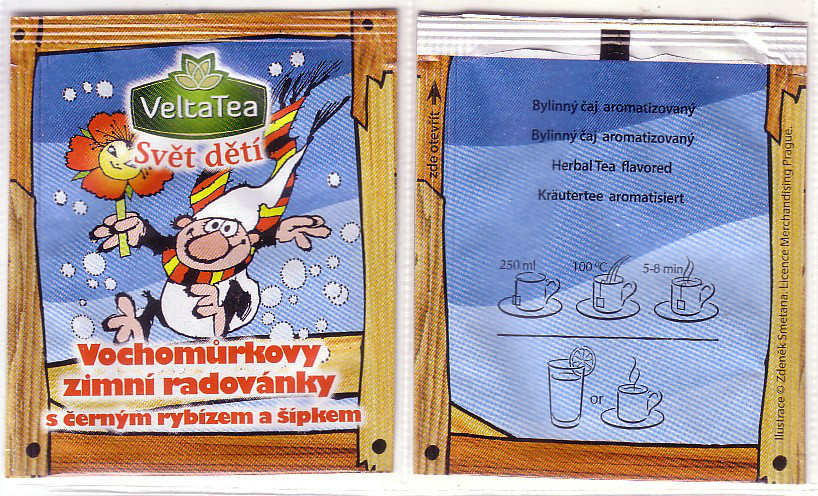 VeltaTea
Svět dětí
Vochomůrkovy
zimní radovánky
s černým rybízem a šípkem
zde otevřít
Bylinný čaj aromatizovaný
Bylinný čaj aromatizovaný
Herbal Tea flavored
Kräutertee aromatisiert
250 ml
100 °C
5-8 min
or
Ilustrace © Zdeněk Smetana. Licence Merchandising Prague.